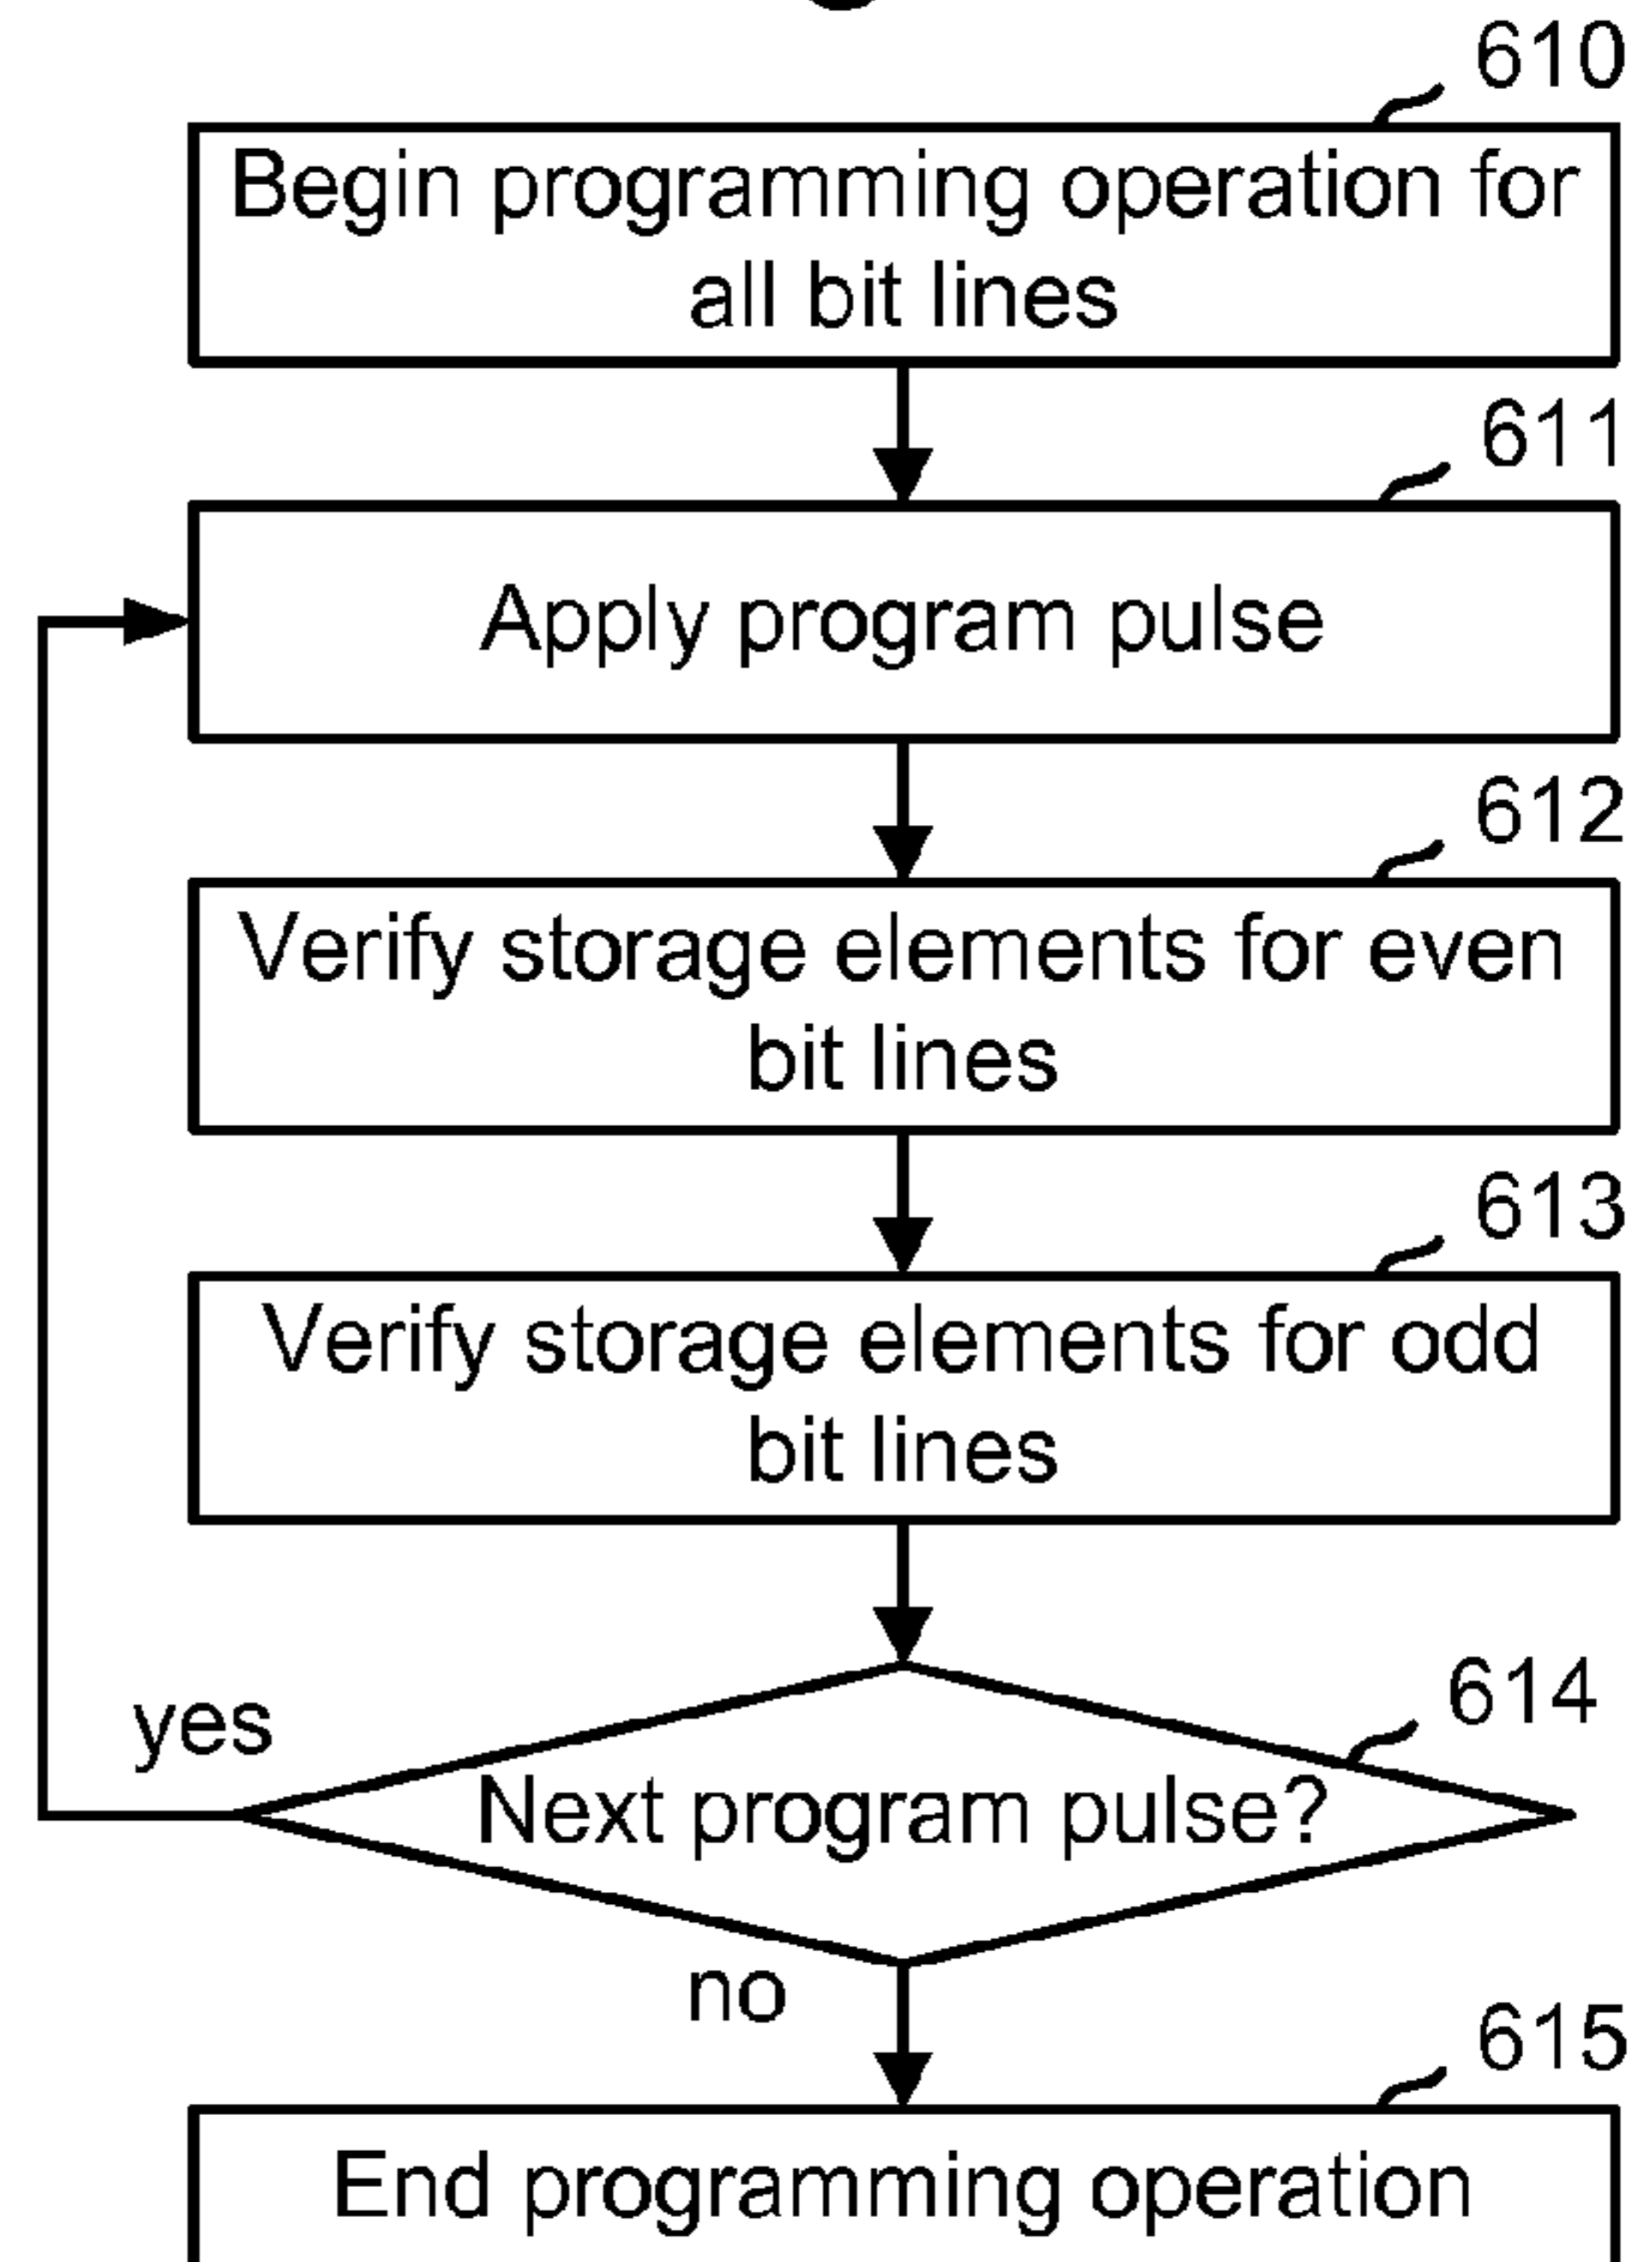 610
Begin programming operation for
all bit lines
611
Apply program pulse
612
Verify storage elements for even
bit lines
613
Verify storage elements for odd
bit lines
614
yes
Next program pulse?
no
615
End programming operation